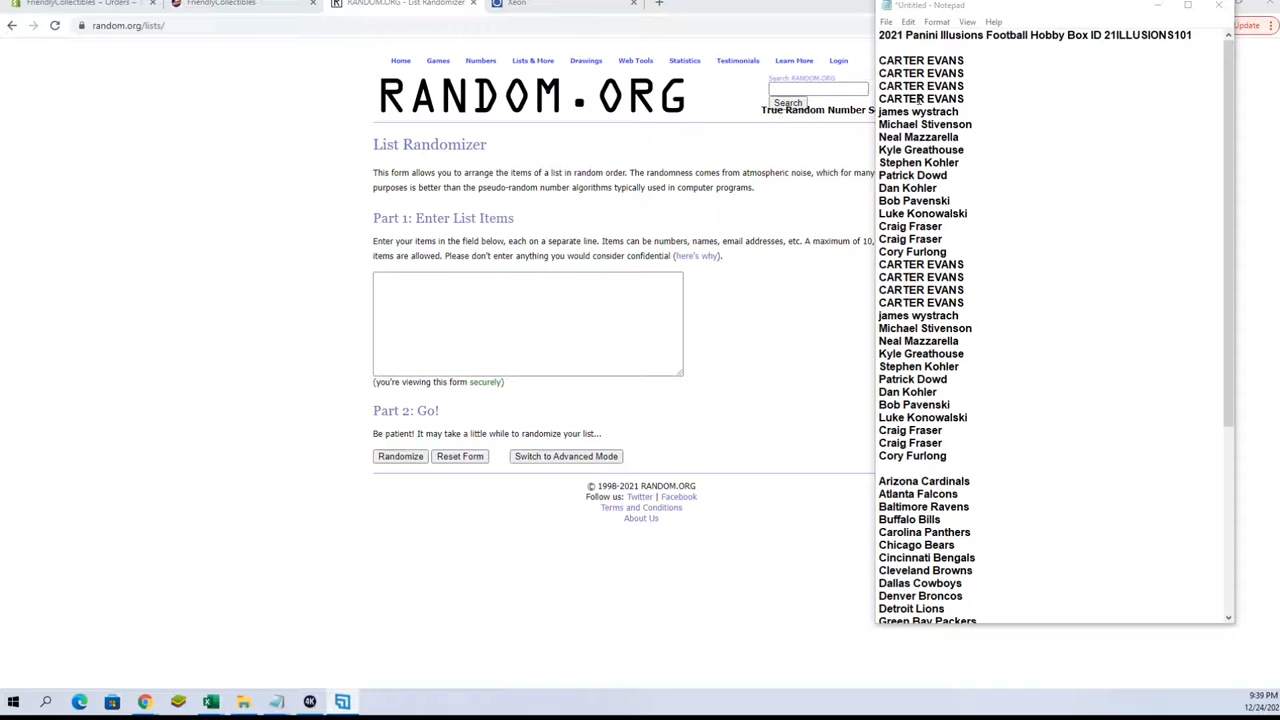 FriendlyCollectibles - Orders -
FriendlyCollectibles
RANDOM.ORG - List Randomizer
Xeon
random.org/lists/
Update
Home Games Numbers Lists & More Drawings Web Tools Statistics Testimonials Learn More Login
RANDOM.ORG
Search RANDOM.ORG
Search
True Random Number S
List Randomizer
This form allows you to arrange the items of a list in random order. The randomness comes from atmospheric noise, which for many
purposes is better than the pseudo-random number algorithms typically used in computer programs.
Part 1: Enter List Items
Enter your items in the field below, each on a separate line. Items can be numbers, names, email addresses, etc. A maximum of 10,
items are allowed. Please don't enter anything you would consider confidential (here's why).
(you're viewing this form securely)
Part 2: Go!
Be patient! It may take a little while to randomize your list...
Randomize Reset Form Switch to Advanced Mode
© 1998-2021 RANDOM.ORG
Follow us: Twitter | Facebook
Terms and Conditions
About Us
*Untitled - Notepad
File Edit Format View Help
2021 Panini Illusions Football Hobby Box ID 21ILLUSIONS101
CARTER EVANS
CARTER EVANS
CARTER EVANS
CARTER EVANS
james wystrach
Michael Stivenson
Neal Mazzarella
Kyle Greathouse
Stephen Kohler
Patrick Dowd
Dan Kohler
Bob Pavenski
Luke Konowalski
Craig Fraser
Craig Fraser
Cory Furlong
CARTER EVANS
CARTER EVANS
CARTER EVANS
CARTER EVANS
james wystrach
Michael Stivenson
Neal Mazzarella
Kyle Greathouse
Stephen Kohler
Patrick Dowd
Dan Kohler
Bob Pavenski
Luke Konowalski
Craig Fraser
Craig Fraser
Cory Furlong
Arizona Cardinals
Atlanta Falcons
Baltimore Ravens
Buffalo Bills
Carolina Panthers
Chicago Bears
Cincinnati Bengals
Cleveland Browns
Dallas Cowboys
Denver Broncos
Detroit Lions
Green Bay Packers
4K
9:39 PM
12/24/202